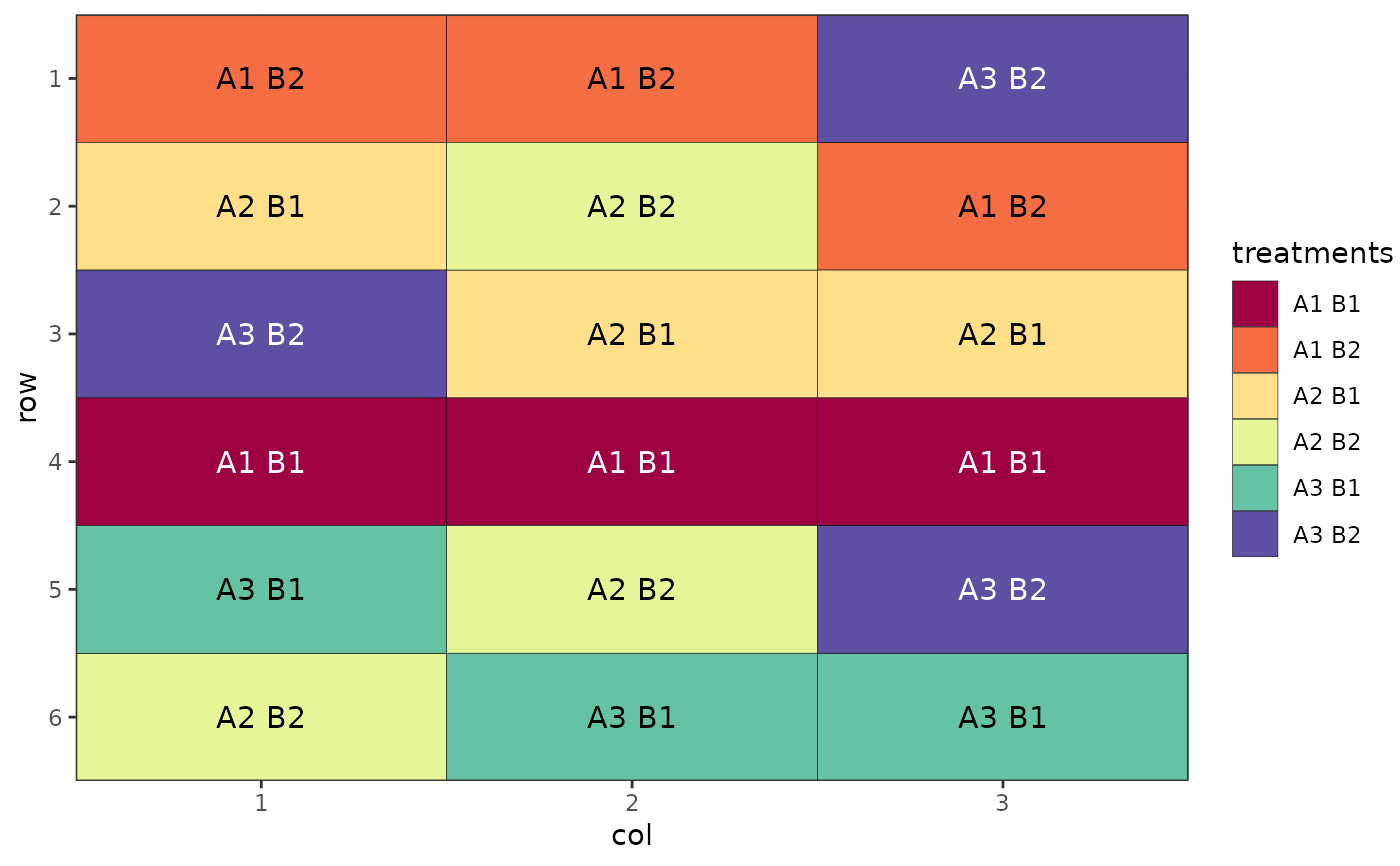 1 A1 B2 A1 B2 A3 B2
2 A2 B1 A2 B2 A1 B2
3 A3 B2 A2 B1 A2 B1
4 A1 B1 A1 B1 A1 B1
5 A3 B1 A2 B2 A3 B2
6 A2 B2 A3 B1 A3 B1
row
1 2 3
col
treatments
A1 B1
A1 B2
A2 B1
A2 B2
A3 B1
A3 B2